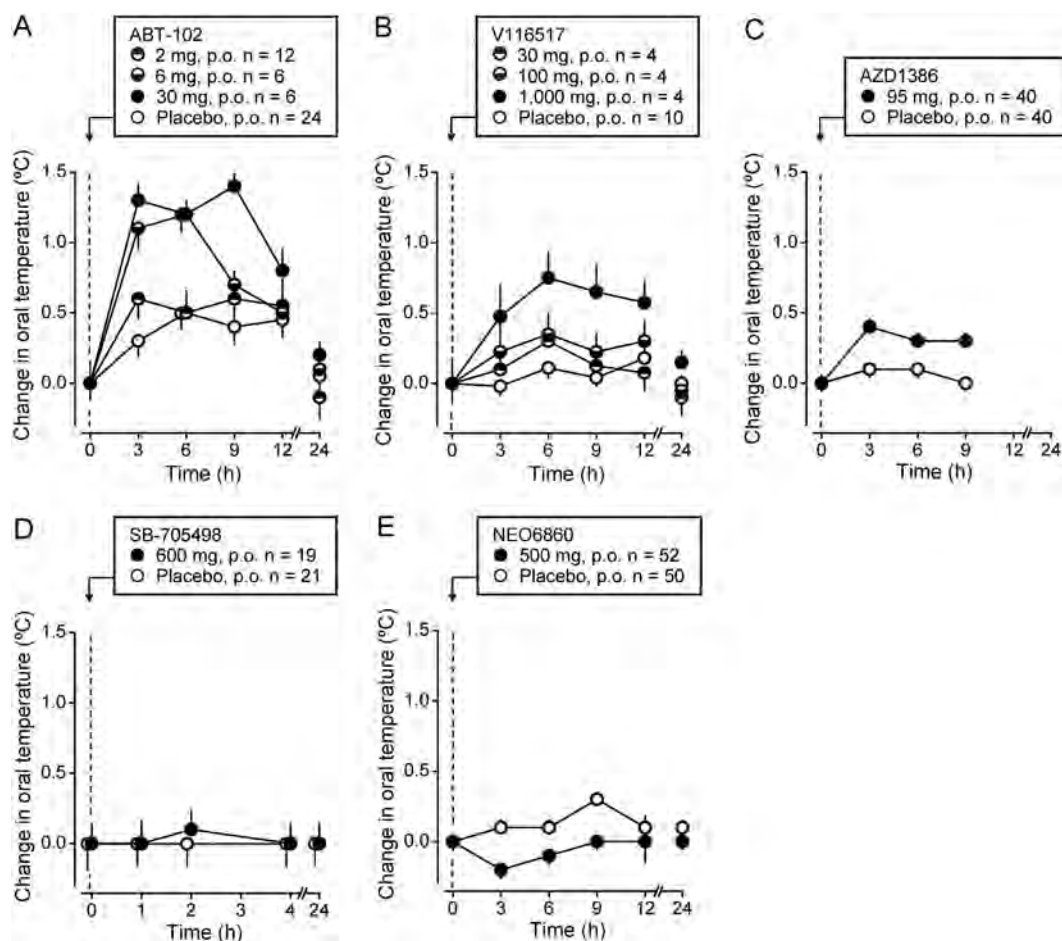 A
ABT-102
2 mg, p.o. n = 12
6 mg, p.o. n = 6
30 mg, p.o. n = 6
Placebo, p.o. n = 24
Change in oral temperature (ºC)
1.5
1.0
0.5
0.0
0 3 6 9 12 24
Time (h)
B
V116517
30 mg, p.o. n = 4
100 mg, p.o. n = 4
1,000 mg, p.o. n = 4
Placebo, p.o. n = 10
Change in oral temperature (ºC)
1.5
1.0
0.5
0.0
0 3 6 9 12 24
Time (h)
C
AZD1386
95 mg, p.o. n = 40
Placebo, p.o. n = 40
Change in oral temperature (ºC)
1.5
1.0
0.5
0.0
0 3 6 9 12 24
Time (h)
D
SB-705498
600 mg, p.o. n = 19
Placebo, p.o. n = 21
Change in oral temperature (ºC)
1.5
1.0
0.5
0.0
0 1 2 3 4 24
Time (h)
E
NEO6860
500 mg, p.o. n = 52
Placebo, p.o. n = 50
Change in oral temperature (ºC)
1.5
1.0
0.5
0.0
0 3 6 9 12 24
Time (h)